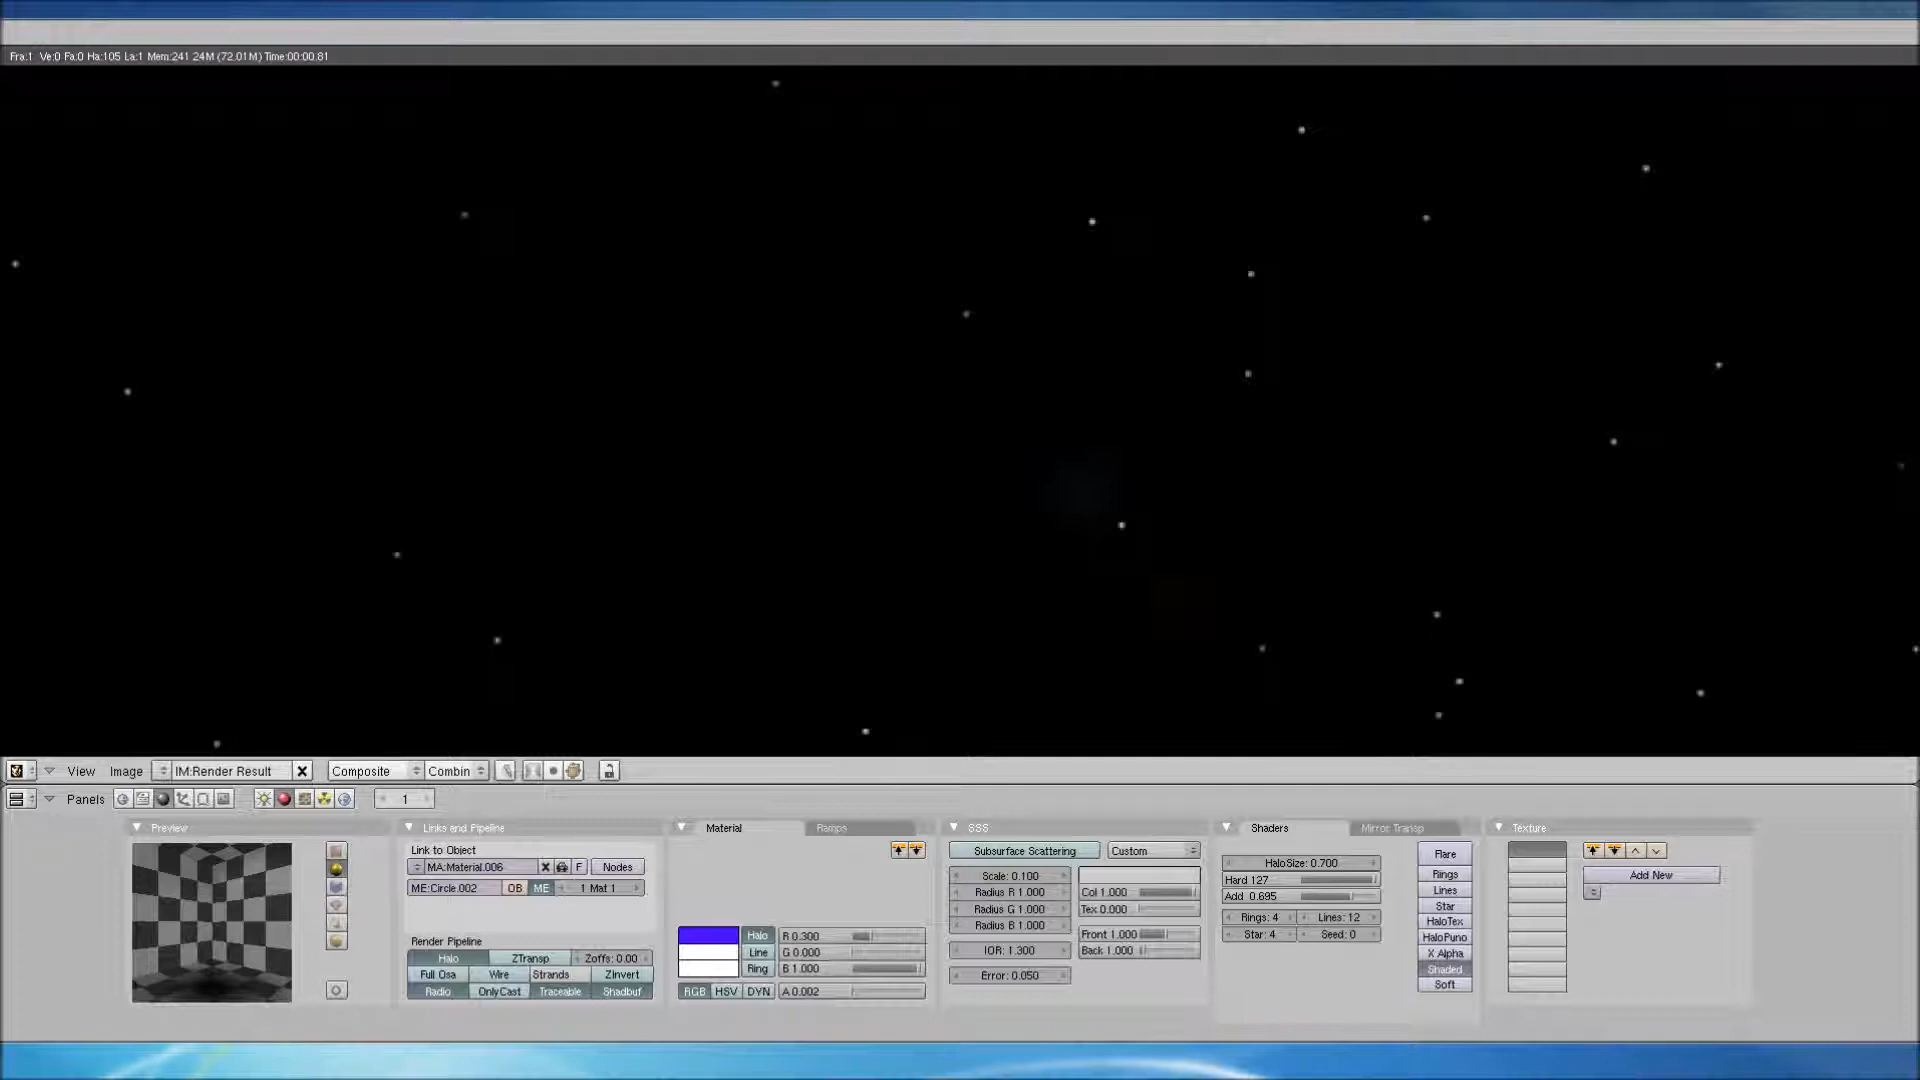 Fra:1 Ve:0 Fa:0 Ha:105 La:1 Mem:241.24M (72.01M) Time:00:00.81
View Image IM:Render Result Composite Combin
Panels 1
Preview
Links and Pipeline
Link to Object
MA:Material.006 F Nodes
ME:Circle.002 OB ME 1 Mat 1
Render Pipeline
Halo ZTransp Zoffs: 0.00
Full Osa Wire Strands ZInvert
Radio OnlyCast Traceable Shadbuf
Material Ramps
Halo R 0.300
Line G 0.000
Ring B 1.000
RGB HSV DYN A 0.002
SSS
Subsurface Scattering Custom
Scale: 0.100
Radius R 1.000 Col 1.000
Radius G 1.000 Tex 0.000
Radius B 1.000
Front 1.000
IOR: 1.300 Back 1.000
Error: 0.050
Shaders Mirror Transp
HaloSize: 0.700
Hard 127
Add 0.695
Rings: 4 Lines: 12
Star: 4 Seed: 0
Flare
Rings
Lines
Star
HaloTex
HaloPuno
X Alpha
Shaded
Soft
Texture
Add New